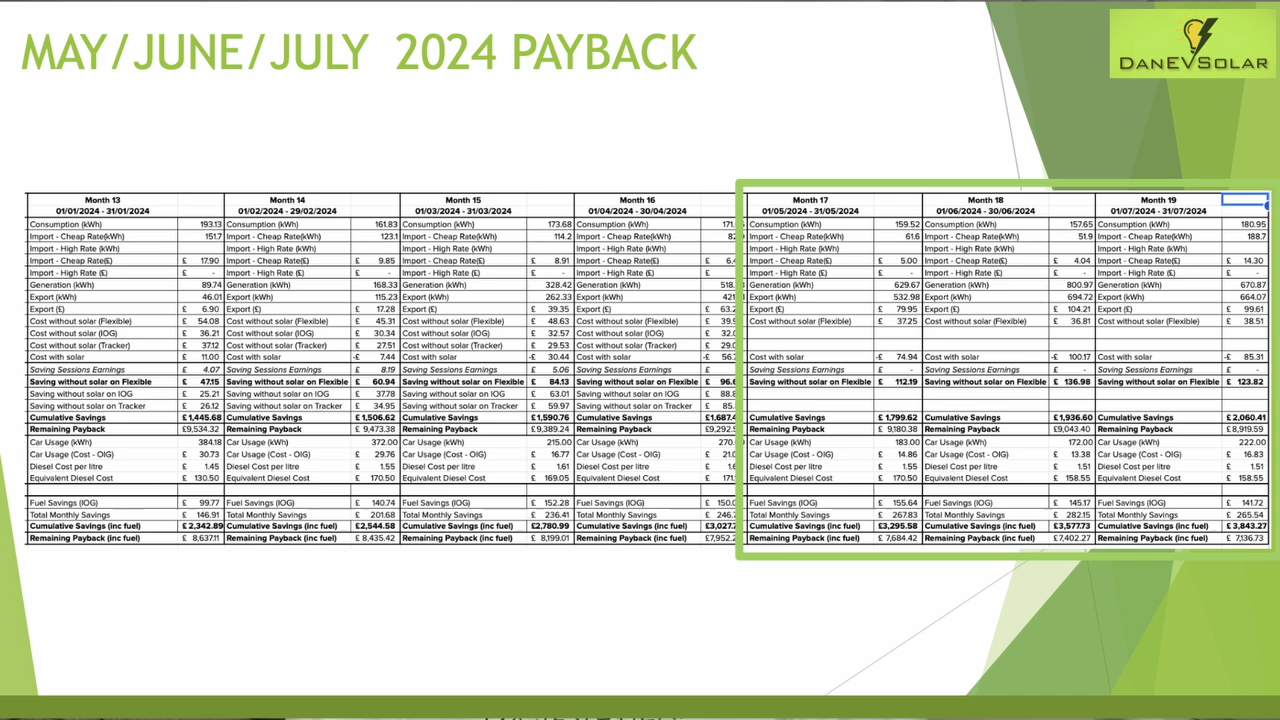 MAY/JUNE/JULY 2024 PAYBACK
DANEVSOLAR
Month 13 Month 14 Month 15 Month 16 Month 17 Month 18 Month 19
01/01/2024 - 31/01/2024 01/02/2024 - 29/02/2024 01/03/2024 - 31/03/2024 01/04/2024 - 30/04/2024 01/05/2024 - 31/05/2024 01/06/2024 - 30/06/2024 01/07/2024 - 31/07/2024
Consumption (kWh) 193.13 Consumption (kWh) 161.83 Consumption (kWh) 173.68 Consumption (kWh) 171. Consumption (kWh) 159.52 Consumption (kWh) 157.65 Consumption (kWh) 180.95
Import - Cheap Rate(kWh) 151.7 Import - Cheap Rate(kWh) 123.1 Import - Cheap Rate(kWh) 114.2 Import - Cheap Rate(kWh) Import - Cheap Rate(kWh) 61.6 Import - Cheap Rate(kWh) 51.9 Import - Cheap Rate(kWh) 188.7
Import - High Rate (kWh) Import - High Rate (kWh) Import - High Rate (kWh) Import - High Rate (kWh) Import - High Rate (kWh) Import - High Rate (kWh) Import - High Rate (kWh)
Import - Cheap Rate(£) £ 17.90 Import - Cheap Rate(£) £ 9.85 Import - Cheap Rate(£) £ 8.91 Import - Cheap Rate(£) £ 6. Import - Cheap Rate(£) £ 5.00 Import - Cheap Rate(£) £ 4.04 Import - Cheap Rate(£) £ 14.30
Import - High Rate (£) £ - Import - High Rate (£) £ - Import - High Rate (£) £ - Import - High Rate (£) £ Import - High Rate (£) £ - Import - High Rate (£) £ - Import - High Rate (£) £ -
Generation (kWh) 89.74 Generation (kWh) 168.33 Generation (kWh) 328.42 Generation (kWh) 518. Generation (kWh) 629.67 Generation (kWh) 800.97 Generation (kWh) 670.87
Export (kWh) 46.01 Export (kWh) 115.23 Export (kWh) 262.33 Export (kWh) 421 Export (kWh) 532.98 Export (kWh) 694.72 Export (kWh) 664.07
Export (£) £ 6.90 Export (£) £ 17.28 Export (£) £ 39.35 Export (£) £ 63. Export (£) £ 79.95 Export (£) £ 104.21 Export (£) £ 99.61
Cost without solar (Flexible) £ 54.08 Cost without solar (Flexible) £ 45.31 Cost without solar (Flexible) £ 48.63 Cost without solar (Flexible) £ 39. Cost without solar (Flexible) £ 37.25 Cost without solar (Flexible) £ 36.81 Cost without solar (Flexible) £ 38.51
Cost without solar (IOG) £ 36.21 Cost without solar (IOG) £ 30.34 Cost without solar (IOG) £ 32.57 Cost without solar (IOG) £ 32.
Cost without solar (Tracker) £ 37.12 Cost without solar (Tracker) £ 27.51 Cost without solar (Tracker) £ 29.53 Cost without solar (Tracker) £ 29.
Cost with solar £ 11.00 Cost with solar -£ 7.44 Cost with solar -£ 30.44 Cost with solar -£ 56. Cost with solar -£ 74.94 Cost with solar -£ 100.17 Cost with solar -£ 85.31
Saving Sessions Earnings £ 4.07 Saving Sessions Earnings £ 8.19 Saving Sessions Earnings £ 5.06 Saving Sessions Earnings £ Saving Sessions Earnings £ - Saving Sessions Earnings £ - Saving Sessions Earnings £ -
Saving without solar on Flexible £ 47.15 Saving without solar on Flexible £ 60.94 Saving without solar on Flexible £ 84.13 Saving without solar on Flexible £ 96. Saving without solar on Flexible £ 112.19 Saving without solar on Flexible £ 136.98 Saving without solar on Flexible £ 123.82
Saving without solar on IOG £ 25.21 Saving without solar on IOG £ 37.78 Saving without solar on IOG £ 63.01 Saving without solar on IOG £ 88.
Saving without solar on Tracker £ 26.12 Saving without solar on Tracker £ 34.95 Saving without solar on Tracker £ 59.97 Saving without solar on Tracker £ 85.
Cumulative Savings £ 1,445.68 Cumulative Savings £ 1,506.62 Cumulative Savings £ 1,590.76 Cumulative Savings £1,687. Cumulative Savings £ 1,799.62 Cumulative Savings £ 1,936.60 Cumulative Savings £ 2,060.41
Remaining Payback £9,534.32 Remaining Payback £ 9,473.38 Remaining Payback £ 9,389.24 Remaining Payback £9,292. Remaining Payback £ 9,180.38 Remaining Payback £9,043.40 Remaining Payback £ 8,919.59
Car Usage (kWh) 384.18 Car Usage (kWh) 372.00 Car Usage (kWh) 215.00 Car Usage (kWh) 270. Car Usage (kWh) 183.00 Car Usage (kWh) 172.00 Car Usage (kWh) 222.00
Car Usage (Cost - OIG) £ 30.73 Car Usage (Cost - OIG) £ 29.76 Car Usage (Cost - OIG) £ 16.77 Car Usage (Cost - OIG) £ 21. Car Usage (Cost - OIG) £ 14.86 Car Usage (Cost - OIG) £ 13.38 Car Usage (Cost - OIG) £ 16.83
Diesel Cost per litre £ 1.45 Diesel Cost per litre £ 1.55 Diesel Cost per litre £ 1.61 Diesel Cost per litre £ 1. Diesel Cost per litre £ 1.55 Diesel Cost per litre £ 1.51 Diesel Cost per litre £ 1.51
Equivalent Diesel Cost £ 130.50 Equivalent Diesel Cost £ 170.50 Equivalent Diesel Cost £ 169.05 Equivalent Diesel Cost £ 171. Equivalent Diesel Cost £ 170.50 Equivalent Diesel Cost £ 158.55 Equivalent Diesel Cost £ 158.55
Fuel Savings (IOG) £ 99.77 Fuel Savings (IOG) £ 140.74 Fuel Savings (IOG) £ 152.28 Fuel Savings (IOG) £ 150. Fuel Savings (IOG) £ 155.64 Fuel Savings (IOG) £ 145.17 Fuel Savings (IOG) £ 141.72
Total Monthly Savings £ 146.91 Total Monthly Savings £ 201.68 Total Monthly Savings £ 236.41 Total Monthly Savings £ 246. Total Monthly Savings £ 267.83 Total Monthly Savings £ 282.15 Total Monthly Savings £ 265.54
Cumulative Savings (inc fuel) £ 2,342.89 Cumulative Savings (inc fuel) £ 2,544.58 Cumulative Savings (inc fuel) £2,780.99 Cumulative Savings (inc fuel) £3,027. Cumulative Savings (inc fuel) £3,295.58 Cumulative Savings (inc fuel) £3,577.73 Cumulative Savings (inc fuel) £ 3,843.27
Remaining Payback (inc fuel) £ 8,637.11 Remaining Payback (inc fuel) £ 8,435.42 Remaining Payback (inc fuel) £ 8,199.01 Remaining Payback (inc fuel) £7,952. Remaining Payback (inc fuel) £ 7,684.42 Remaining Payback (inc fuel) £7,402.27 Remaining Payback (inc fuel) £ 7,136.73